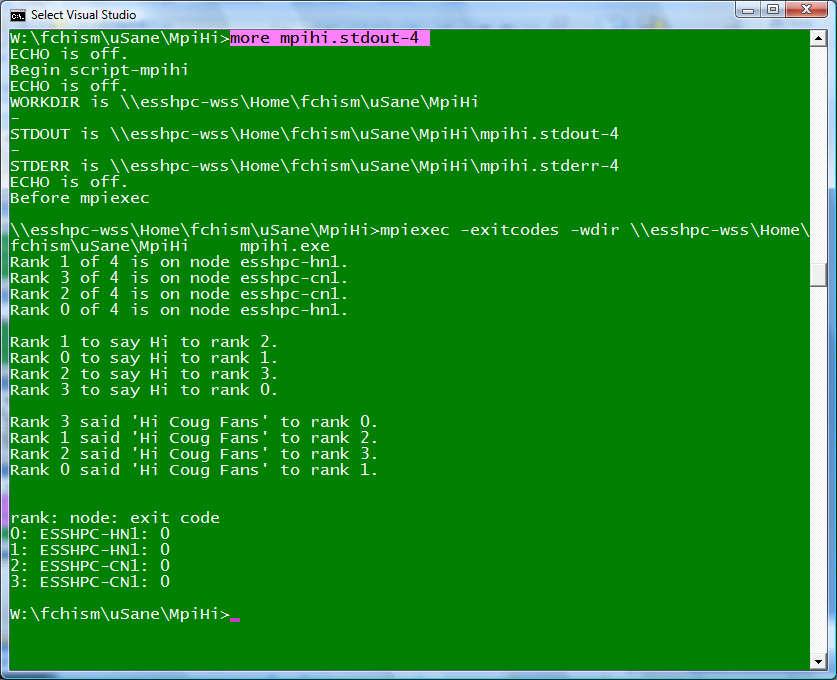 Select Visual Studio
W:\fchism\uSane\MpiHi>more mpihi.stdout-4
ECHO is off.
Begin script-mpihi
ECHO is off.
WORKDIR is \\esshpc-wss\Home\fchism\uSane\MpiHi
-
STDOUT is \\esshpc-wss\Home\fchism\uSane\MpiHi\mpihi.stdout-4
-
STDERR is \\esshpc-wss\Home\fchism\uSane\MpiHi\mpihi.stderr-4
ECHO is off.
Before mpiexec
\\esshpc-wss\Home\fchism\uSane\MpiHi>mpiexec -exitcodes -wdir \\esshpc-wss\Home\
fchism\uSane\MpiHi     mpihi.exe
Rank 1 of 4 is on node esshpc-hn1.
Rank 3 of 4 is on node esshpc-cn1.
Rank 2 of 4 is on node esshpc-cn1.
Rank 0 of 4 is on node esshpc-hn1.
Rank 1 to say Hi to rank 2.
Rank 0 to say Hi to rank 1.
Rank 2 to say Hi to rank 3.
Rank 3 to say Hi to rank 0.
Rank 3 said 'Hi Coug Fans' to rank 0.
Rank 1 said 'Hi Coug Fans' to rank 2.
Rank 2 said 'Hi Coug Fans' to rank 3.
Rank 0 said 'Hi Coug Fans' to rank 1.
rank: node: exit code
0: ESSHPC-HN1: 0
1: ESSHPC-HN1: 0
2: ESSHPC-CN1: 0
3: ESSHPC-CN1: 0
W:\fchism\uSane\MpiHi>